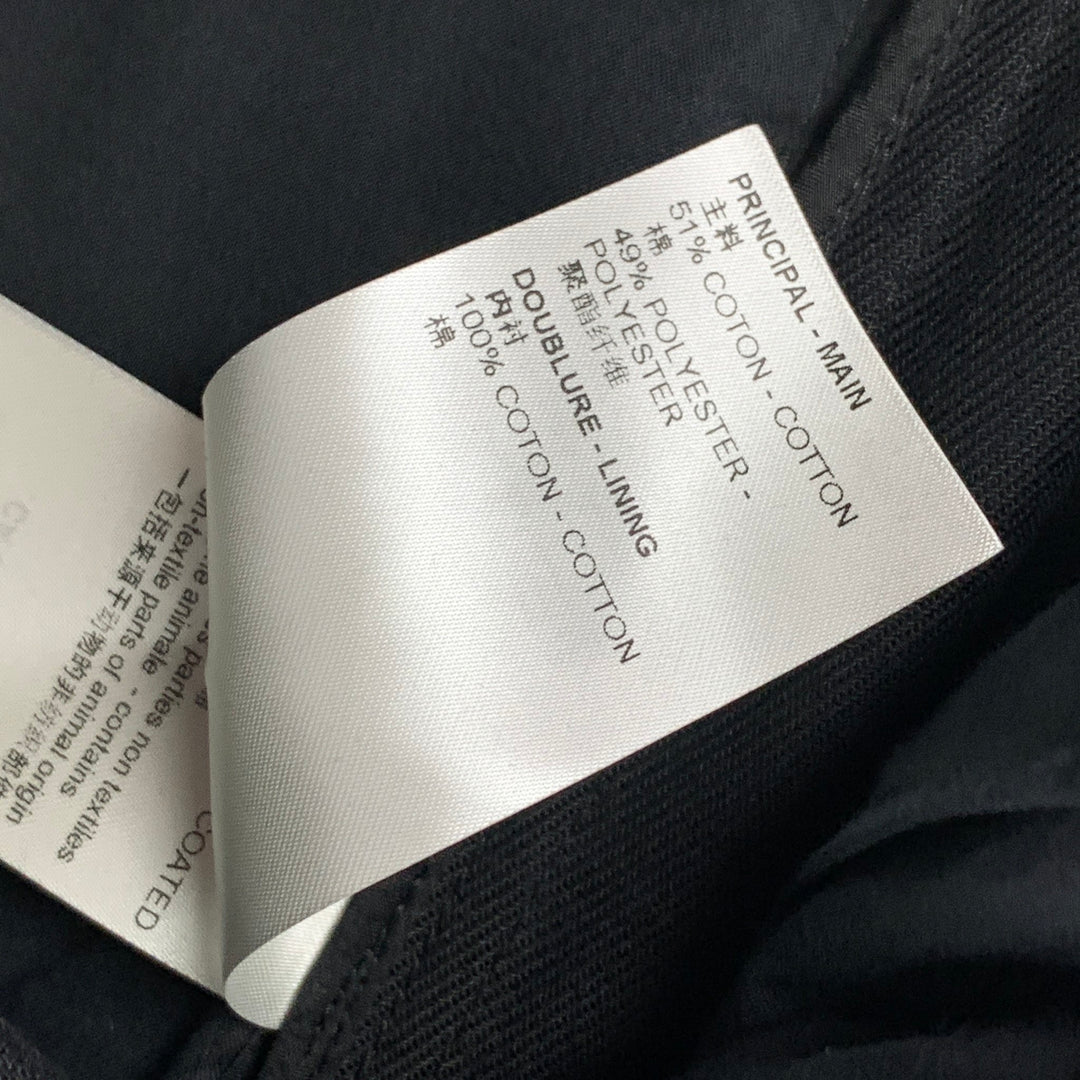 PRINCIPAL - MAIN
主料
51% COTON - COTTON
棉
49% POLYESTER -
POLYESTER
聚酯纤维
DOUBLURE - LINING
内衬
100% COTON - COTTON
棉
COATED
parties non textiles
animale - contains
on-textile parts of animal origin
包括来源于动物的非纺织部